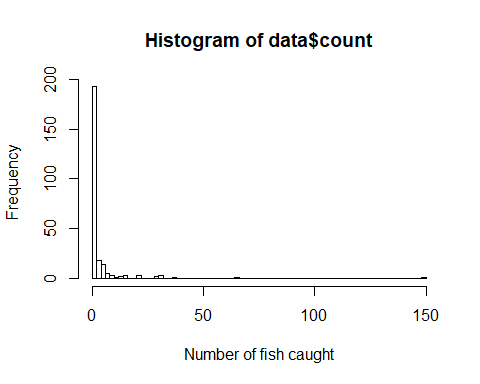 Histogram of data$count
Frequency
200
150
100
50
0
0 50 100 150
Number of fish caught